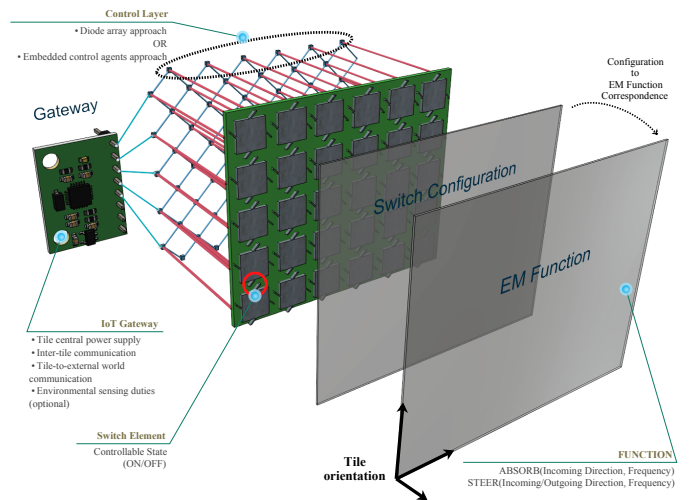 Control Layer
• Diode array approach
OR
• Embedded control agents approach
Configuration
to
EM Function
Correspondence
Gateway
Switch Configuration
EM Function
IoT Gateway
• Tile central power supply
• Inter-tile communication
• Tile-to-external world
communication
• Environmental sensing duties
(optional)
Switch Element
Controllable State
(ON/OFF)
Tile
orientation
FUNCTION
ABSORB(Incoming Direction, Frequency)
STEER(Incoming/Outgoing Direction, Frequency)